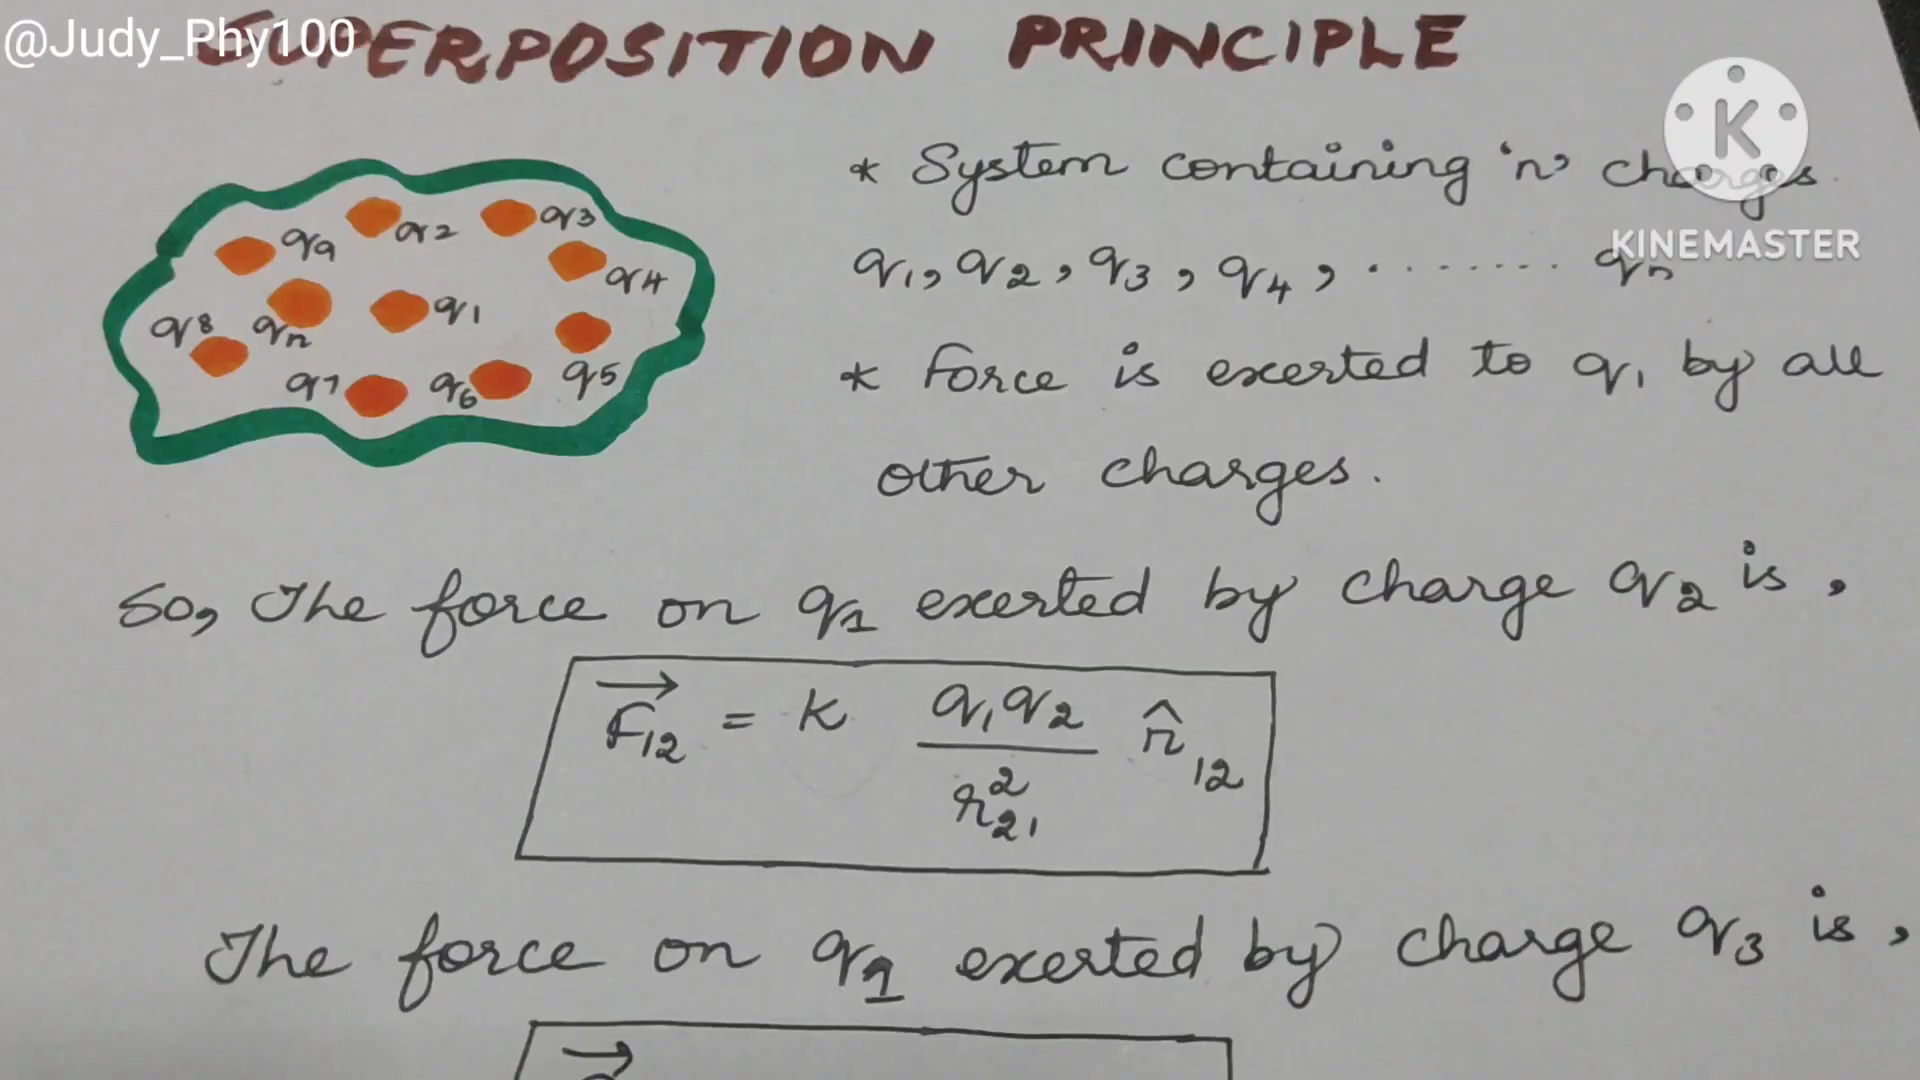 @Judy_Phy100
SUPERPOSITION PRINCIPLE
K
KINEMASTER
* System containing 'n' charges
q1, q2, q3, q4, ......... qn
* Force is exerted to q1 by all
other charges.
q9 q2 q3
q4
q8 qn q1
q7 q6 q5
So, The force on q1 exerted by charge q2 is,
F⃗12 = K q1q2 / r²21 r̂12
The force on q1 exerted by charge q3 is,